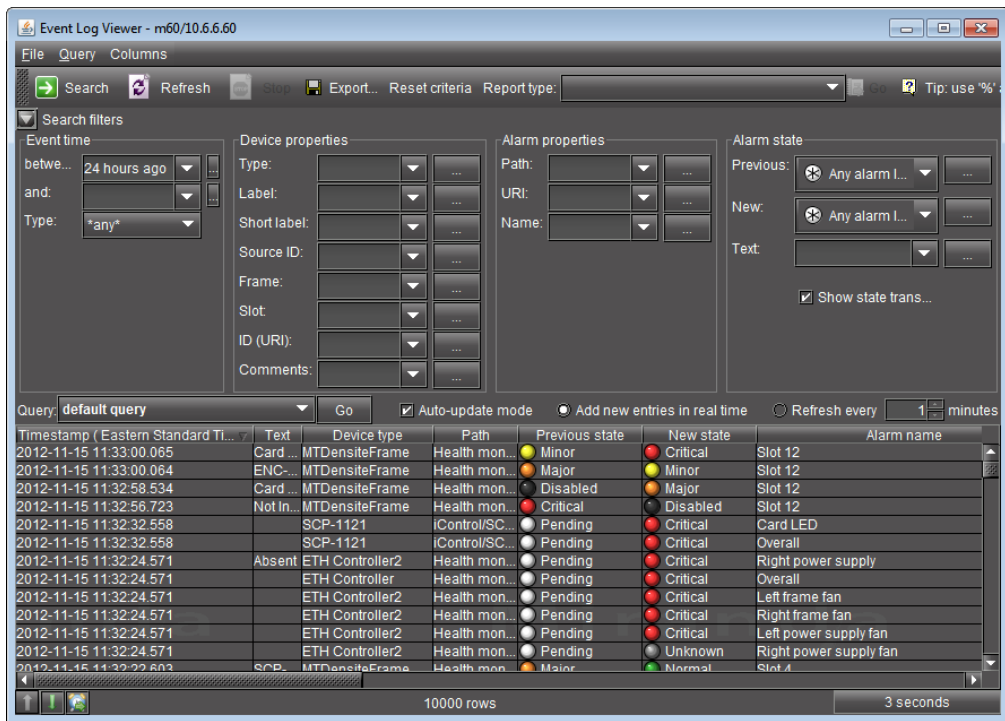 Event Log Viewer - m60/10.6.6.60
File Query Columns
Search Refresh Stop Export... Reset criteria Report type: Go Tip: use '%'
Search filters
Event time Device properties Alarm properties Alarm state
betwe... 24 hours ago ... Type: ... Path: ... Previous: Any alarm l... ...
and: ... Label: ... URI: ... New: Any alarm l... ...
Type: *any* Short label: ... Name: ... Text: ...
Source ID: ...
Frame: ... Show state trans...
Slot: ...
ID (URI): ...
Comments: ...
Query: default query Go Auto-update mode Add new entries in real time Refresh every 1 minutes
Timestamp ( Eastern Standard Ti... Text Device type Path Previous state New state Alarm name
2012-11-15 11:33:00.065 Card ... MTDensiteFrame Health mon... Minor Critical Slot 12
2012-11-15 11:33:00.064 ENC-... MTDensiteFrame Health mon... Major Minor Slot 12
2012-11-15 11:32:58.534 Card ... MTDensiteFrame Health mon... Disabled Major Slot 12
2012-11-15 11:32:56.723 Not In... MTDensiteFrame Health mon... Critical Disabled Slot 12
2012-11-15 11:32:32.558 SCP-1121 iControl/SC... Pending Critical Card LED
2012-11-15 11:32:32.558 SCP-1121 iControl/SC... Pending Critical Overall
2012-11-15 11:32:24.571 Absent ETH Controller2 Health mon... Pending Critical Right power supply
2012-11-15 11:32:24.571 ETH Controller Health mon... Pending Critical Overall
2012-11-15 11:32:24.571 ETH Controller2 Health mon... Pending Critical Left frame fan
2012-11-15 11:32:24.571 ETH Controller2 Health mon... Pending Critical Right frame fan
2012-11-15 11:32:24.571 ETH Controller2 Health mon... Pending Critical Left power supply fan
2012-11-15 11:32:24.571 ETH Controller2 Health mon... Pending Unknown Right power supply fan
2012-11-15 11:32:22.603 SCP-... MTDensiteFrame Health mon... Major Normal Slot 4
10000 rows 3 seconds